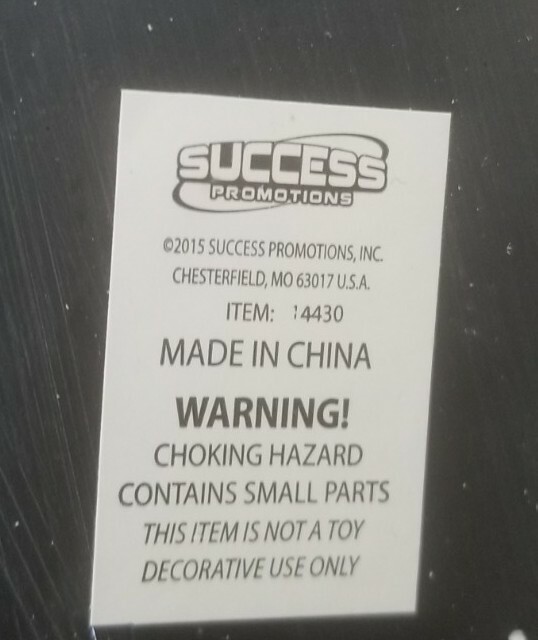 SUCCESS
PROMOTIONS
©2015 SUCCESS PROMOTIONS, INC.
CHESTERFIELD, MO 63017 U.S.A.
ITEM: 14430
MADE IN CHINA
WARNING!
CHOKING HAZARD
CONTAINS SMALL PARTS
THIS ITEM IS NOT A TOY
DECORATIVE USE ONLY